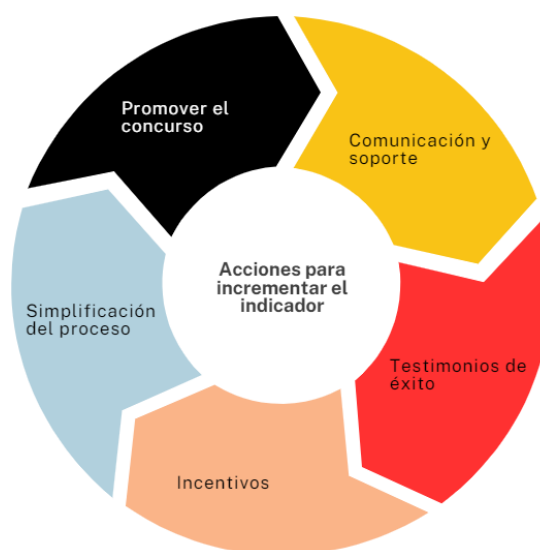 Promover el
concurso
Comunicación y
soporte
Acciones para
incrementar el
indicador
Simplificación
del proceso
Testimonios de
éxito
Incentivos